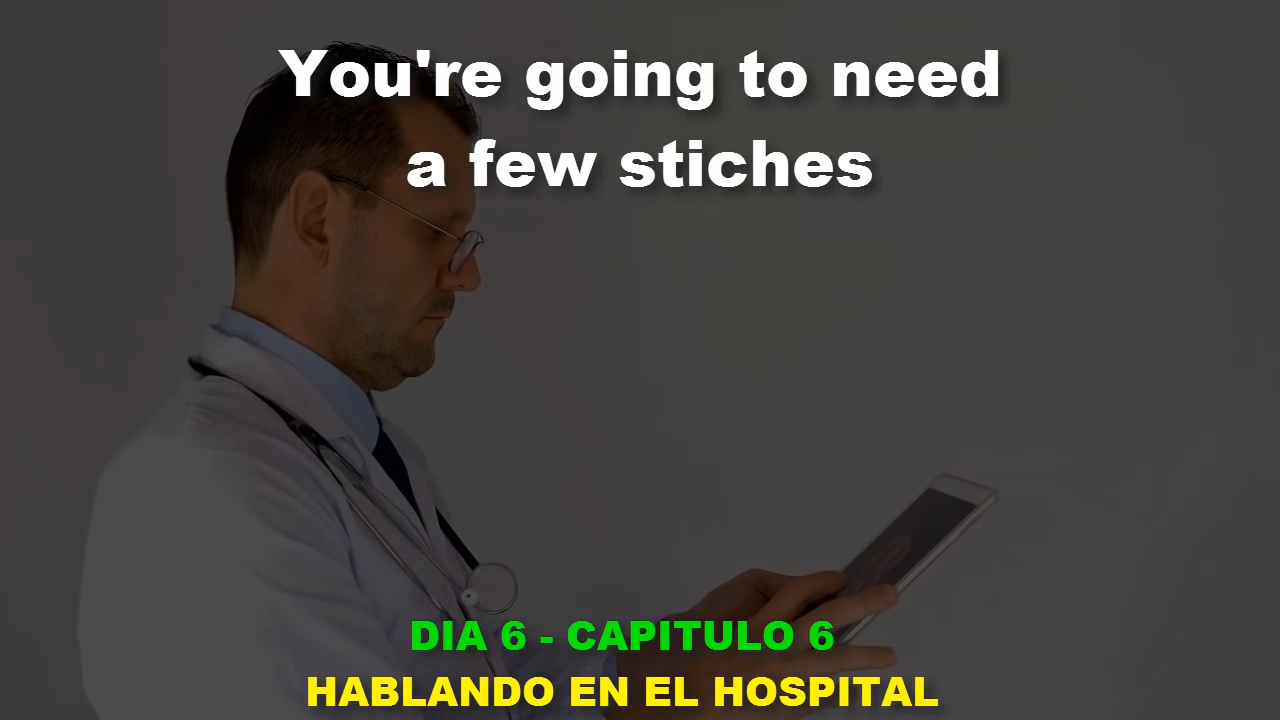 You're going to need
a few stiches
DIA 6 - CAPITULO 6
HABLANDO EN EL HOSPITAL